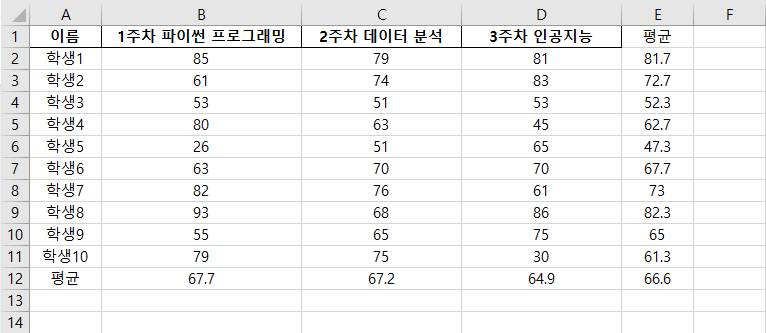 A B C D E F
1 이름 1주차 파이썬 프로그래밍 2주차 데이터 분석 3주차 인공지능 평균
2 학생1 85 79 81 81.7
3 학생2 61 74 83 72.7
4 학생3 53 51 53 52.3
5 학생4 80 63 45 62.7
6 학생5 26 51 65 47.3
7 학생6 63 70 70 67.7
8 학생7 82 76 61 73
9 학생8 93 68 86 82.3
10 학생9 55 65 75 65
11 학생10 79 75 30 61.3
12 평균 67.7 67.2 64.9 66.6
13
14